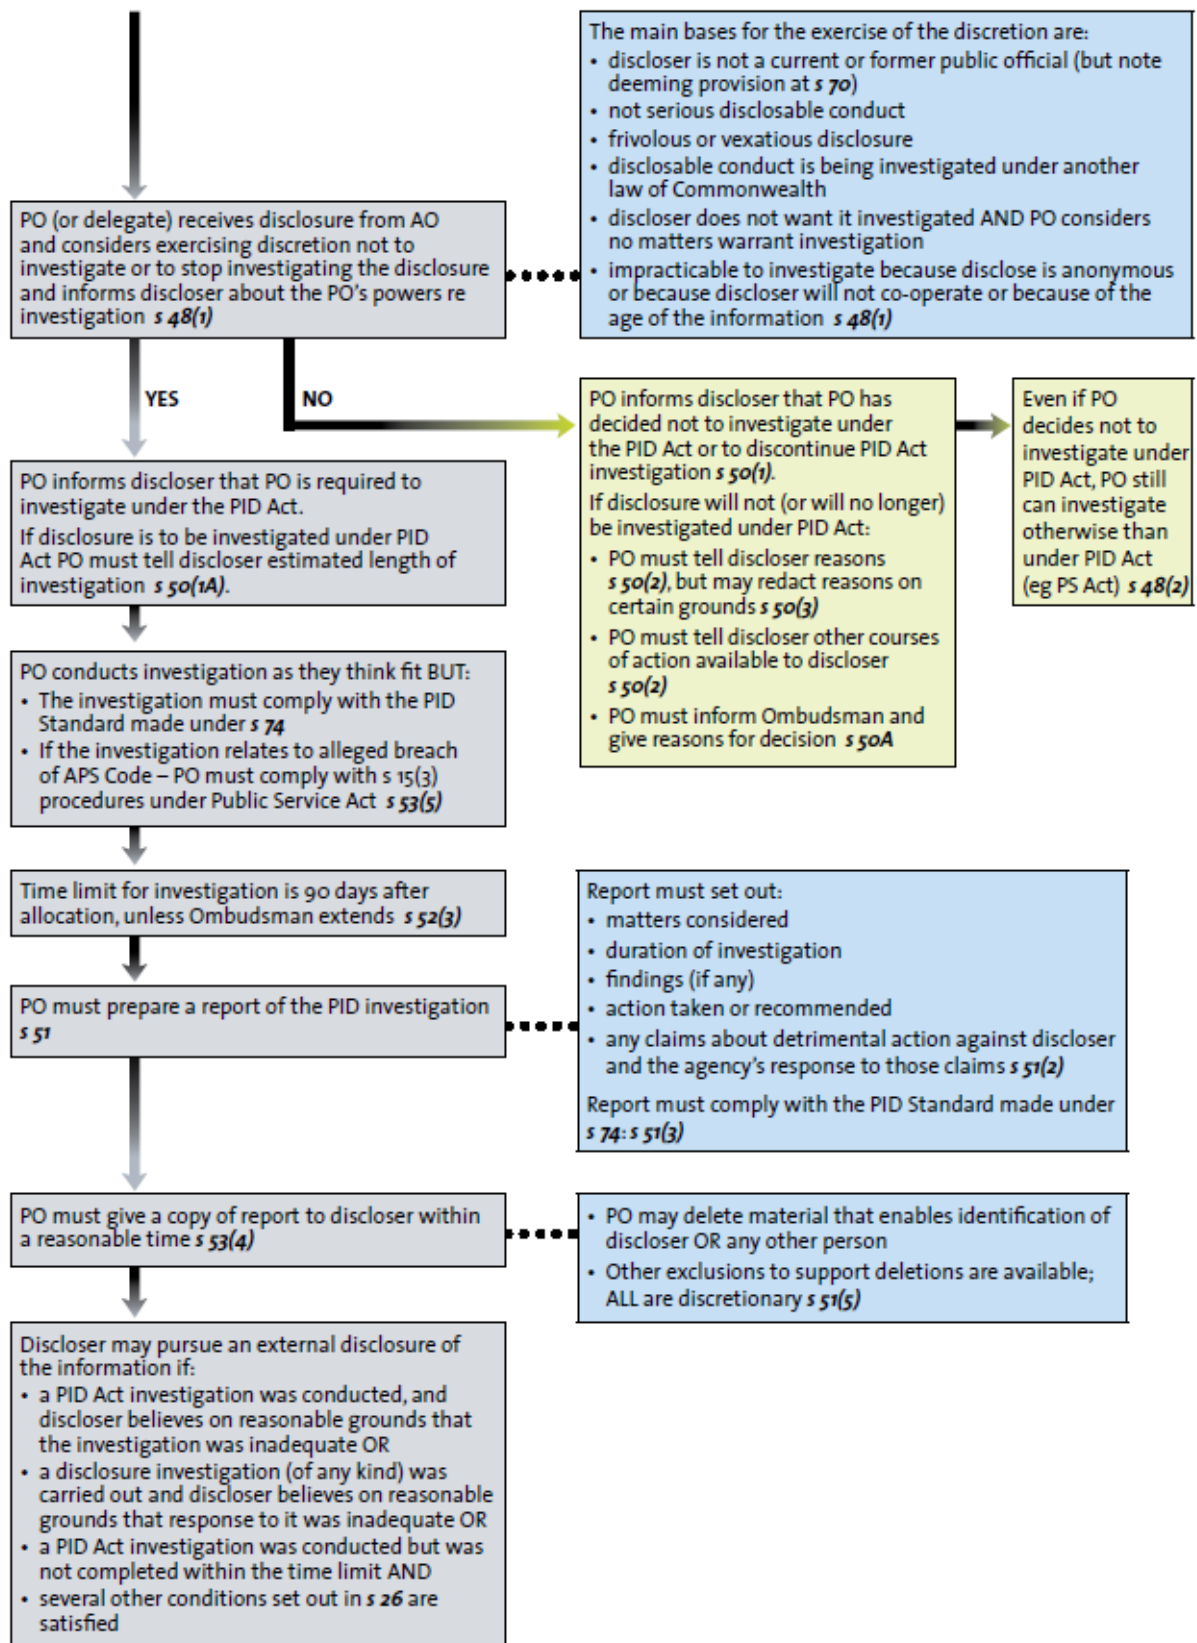 The main bases for the exercise of the discretion are:
• discloser is not a current or former public official (but note
deeming provision at s 70)
• not serious disclosable conduct
• frivolous or vexatious disclosure
• disclosable conduct is being investigated under another
law of Commonwealth
• discloser does not want it investigated AND PO considers
no matters warrant investigation
• impracticable to investigate because disclose is anonymous
or because discloser will not co-operate or because of the
age of the information s 48(1)
PO (or delegate) receives disclosure from AO
and considers exercising discretion not to
investigate or to stop investigating the disclosure
and informs discloser about the PO's powers re
investigation s 48(1)
YES
NO
PO informs discloser that PO has
decided not to investigate under
the PID Act or to discontinue PID Act
investigation s 50(1).
If disclosure will not (or will no longer)
be investigated under PID Act:
• PO must tell discloser reasons
s 50(2), but may redact reasons on
certain grounds s 50(3)
• PO must tell discloser other courses
of action available to discloser
s 50(2)
• PO must inform Ombudsman and
give reasons for decision s 50A
Even if PO
decides not to
investigate under
PID Act, PO still
can investigate
otherwise than
under PID Act
(eg PS Act) s 48(2)
PO informs discloser that PO is required to
investigate under the PID Act.
If disclosure is to be investigated under PID
Act PO must tell discloser estimated length of
investigation s 50(1A).
PO conducts investigation as they think fit BUT:
• The investigation must comply with the PID
Standard made under s 74
• If the investigation relates to alleged breach
of APS Code – PO must comply with s 15(3)
procedures under Public Service Act s 53(5)
Time limit for investigation is 90 days after
allocation, unless Ombudsman extends s 52(3)
PO must prepare a report of the PID investigation
s 51
Report must set out:
• matters considered
• duration of investigation
• findings (if any)
• action taken or recommended
• any claims about detrimental action against discloser
and the agency's response to those claims s 51(2)
Report must comply with the PID Standard made under
s 74: s 51(3)
PO must give a copy of report to discloser within
a reasonable time s 53(4)
• PO may delete material that enables identification of
discloser OR any other person
• Other exclusions to support deletions are available;
ALL are discretionary s 51(5)
Discloser may pursue an external disclosure of
the information if:
• a PID Act investigation was conducted, and
discloser believes on reasonable grounds that
the investigation was inadequate OR
• a disclosure investigation (of any kind) was
carried out and discloser believes on reasonable
grounds that response to it was inadequate OR
• a PID Act investigation was conducted but was
not completed within the time limit AND
• several other conditions set out in s 26 are
satisfied